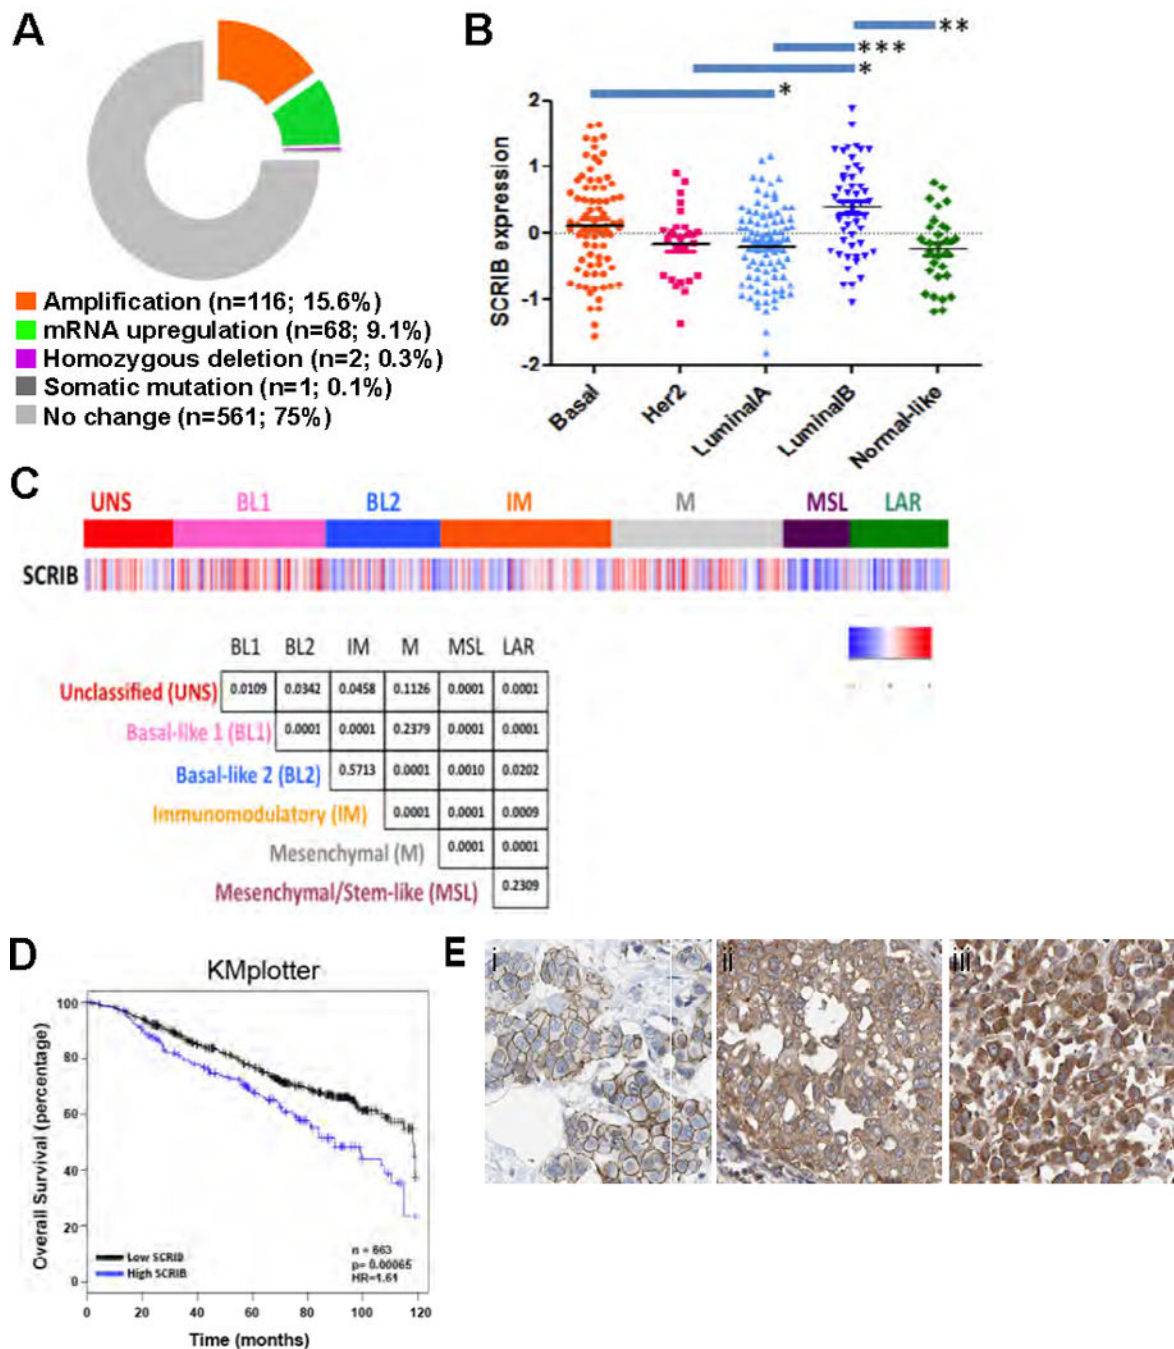 A
Amplification (n=116; 15.6%)
mRNA upregulation (n=68; 9.1%)
Homozygous deletion (n=2; 0.3%)
Somatic mutation (n=1; 0.1%)
No change (n=561; 75%)
B
**
***
*
*
SCRIB expression
2
1
0
-1
-2
Basal
Her2
LuminalA
LuminalB
Normal-like
C
UNS BL1 BL2 IM M MSL LAR
SCRIB
BL1 BL2 IM M MSL LAR
Unclassified (UNS) 0.0109 0.0342 0.0458 0.1126 0.0001 0.0001
Basal-like 1 (BL1) 0.0001 0.0001 0.2379 0.0001 0.0001
Basal-like 2 (BL2) 0.5713 0.0001 0.0010 0.0202
Immunomodulatory (IM) 0.0001 0.0001 0.0009
Mesenchymal (M) 0.0001 0.0001
Mesenchymal/Stem-like (MSL) 0.2309
D
KMplotter
Overall Survival (percentage)
100
80
60
40
20
0
Low SCRIB
High SCRIB
n = 663
p= 0.00065
HR=1.61
0 20 40 60 80 100 120
Time (months)
E
i
ii
iii